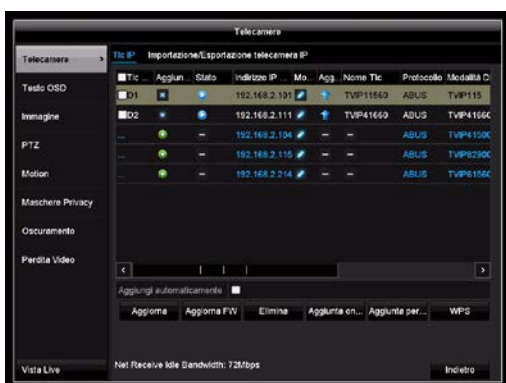 Telecamere
Telecamere >
Tlc IP Importazione/Esportazione telecamera IP
Testo OSD
Immagine
PTZ
Motion
Maschere Privacy
Oscuramento
Perdita Video
Tlc ... Aggiun... Stato Indirizzo IP ... Mo... Agg... Nome Tlc Protocollo Modalità D
D1 192.168.2.101 TVIP11560 ABUS TVIP115
D2 192.168.2.111 TVIP41660 ABUS TVIP4166
... – 192.168.2.104 – – ABUS TVIP41500
... – 192.168.2.115 – – ABUS TVIP82900
... – 192.168.2.214 – – ABUS TVIP61560
Aggiungi automaticamente
Aggiorna Aggiorna FW Elimina Aggiunta on... Aggiunta per... WPS
Net Receive Idle Bandwidth: 72Mbps
Vista Live Indietro